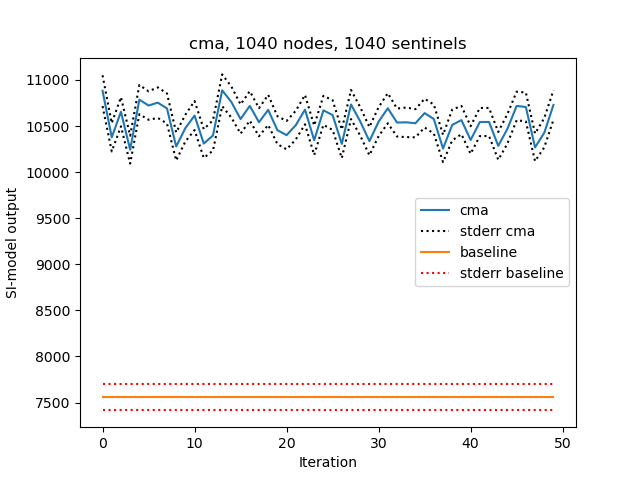 cma, 1040 nodes, 1040 sentinels
11000
10500
10000
9500
9000
8500
8000
7500
SI-model output
cma
stderr cma
baseline
stderr baseline
0 10 20 30 40 50
Iteration